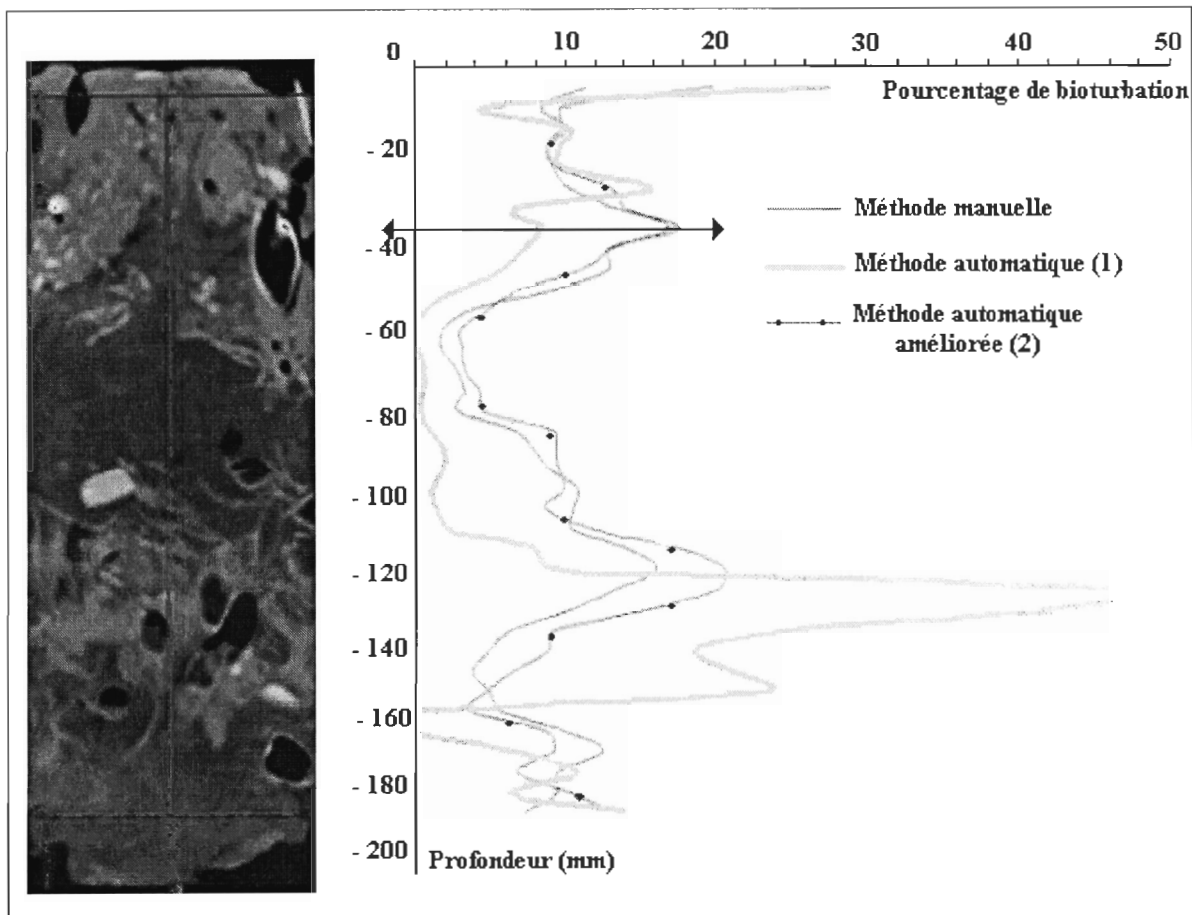 0 10 20 30 40 50
Pourcentage de bioturbation
- 20
Méthode manuelle
- 40
Méthode automatique (1)
- 60
Méthode automatique
améliorée (2)
- 80
- 100
- 120
- 140
- 160
- 180
- 200
Profondeur (mm)